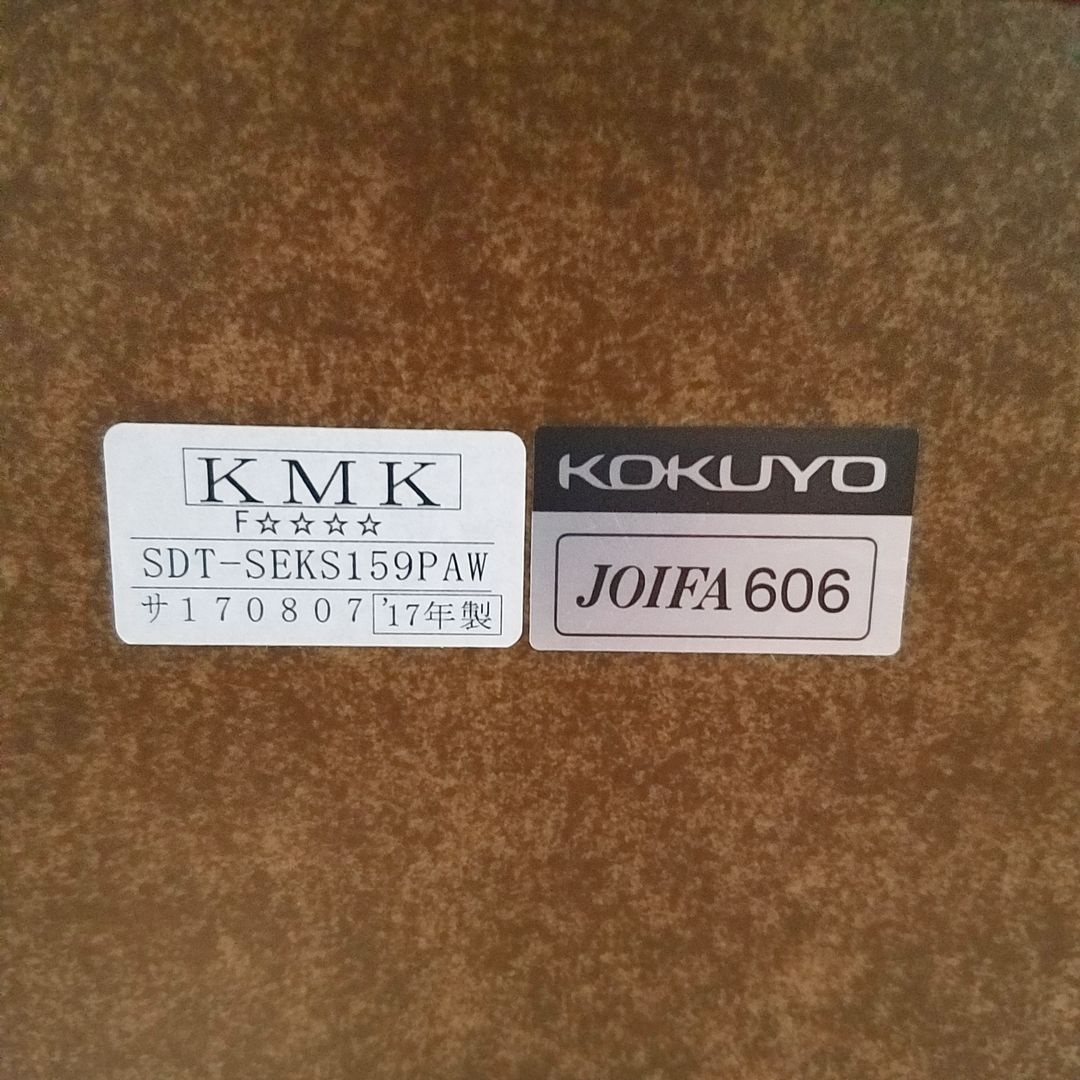 KMK
F☆☆☆☆
SDT-SEKS159PAW
サ170807 '17年製
KOKUYO
JOIFA 606